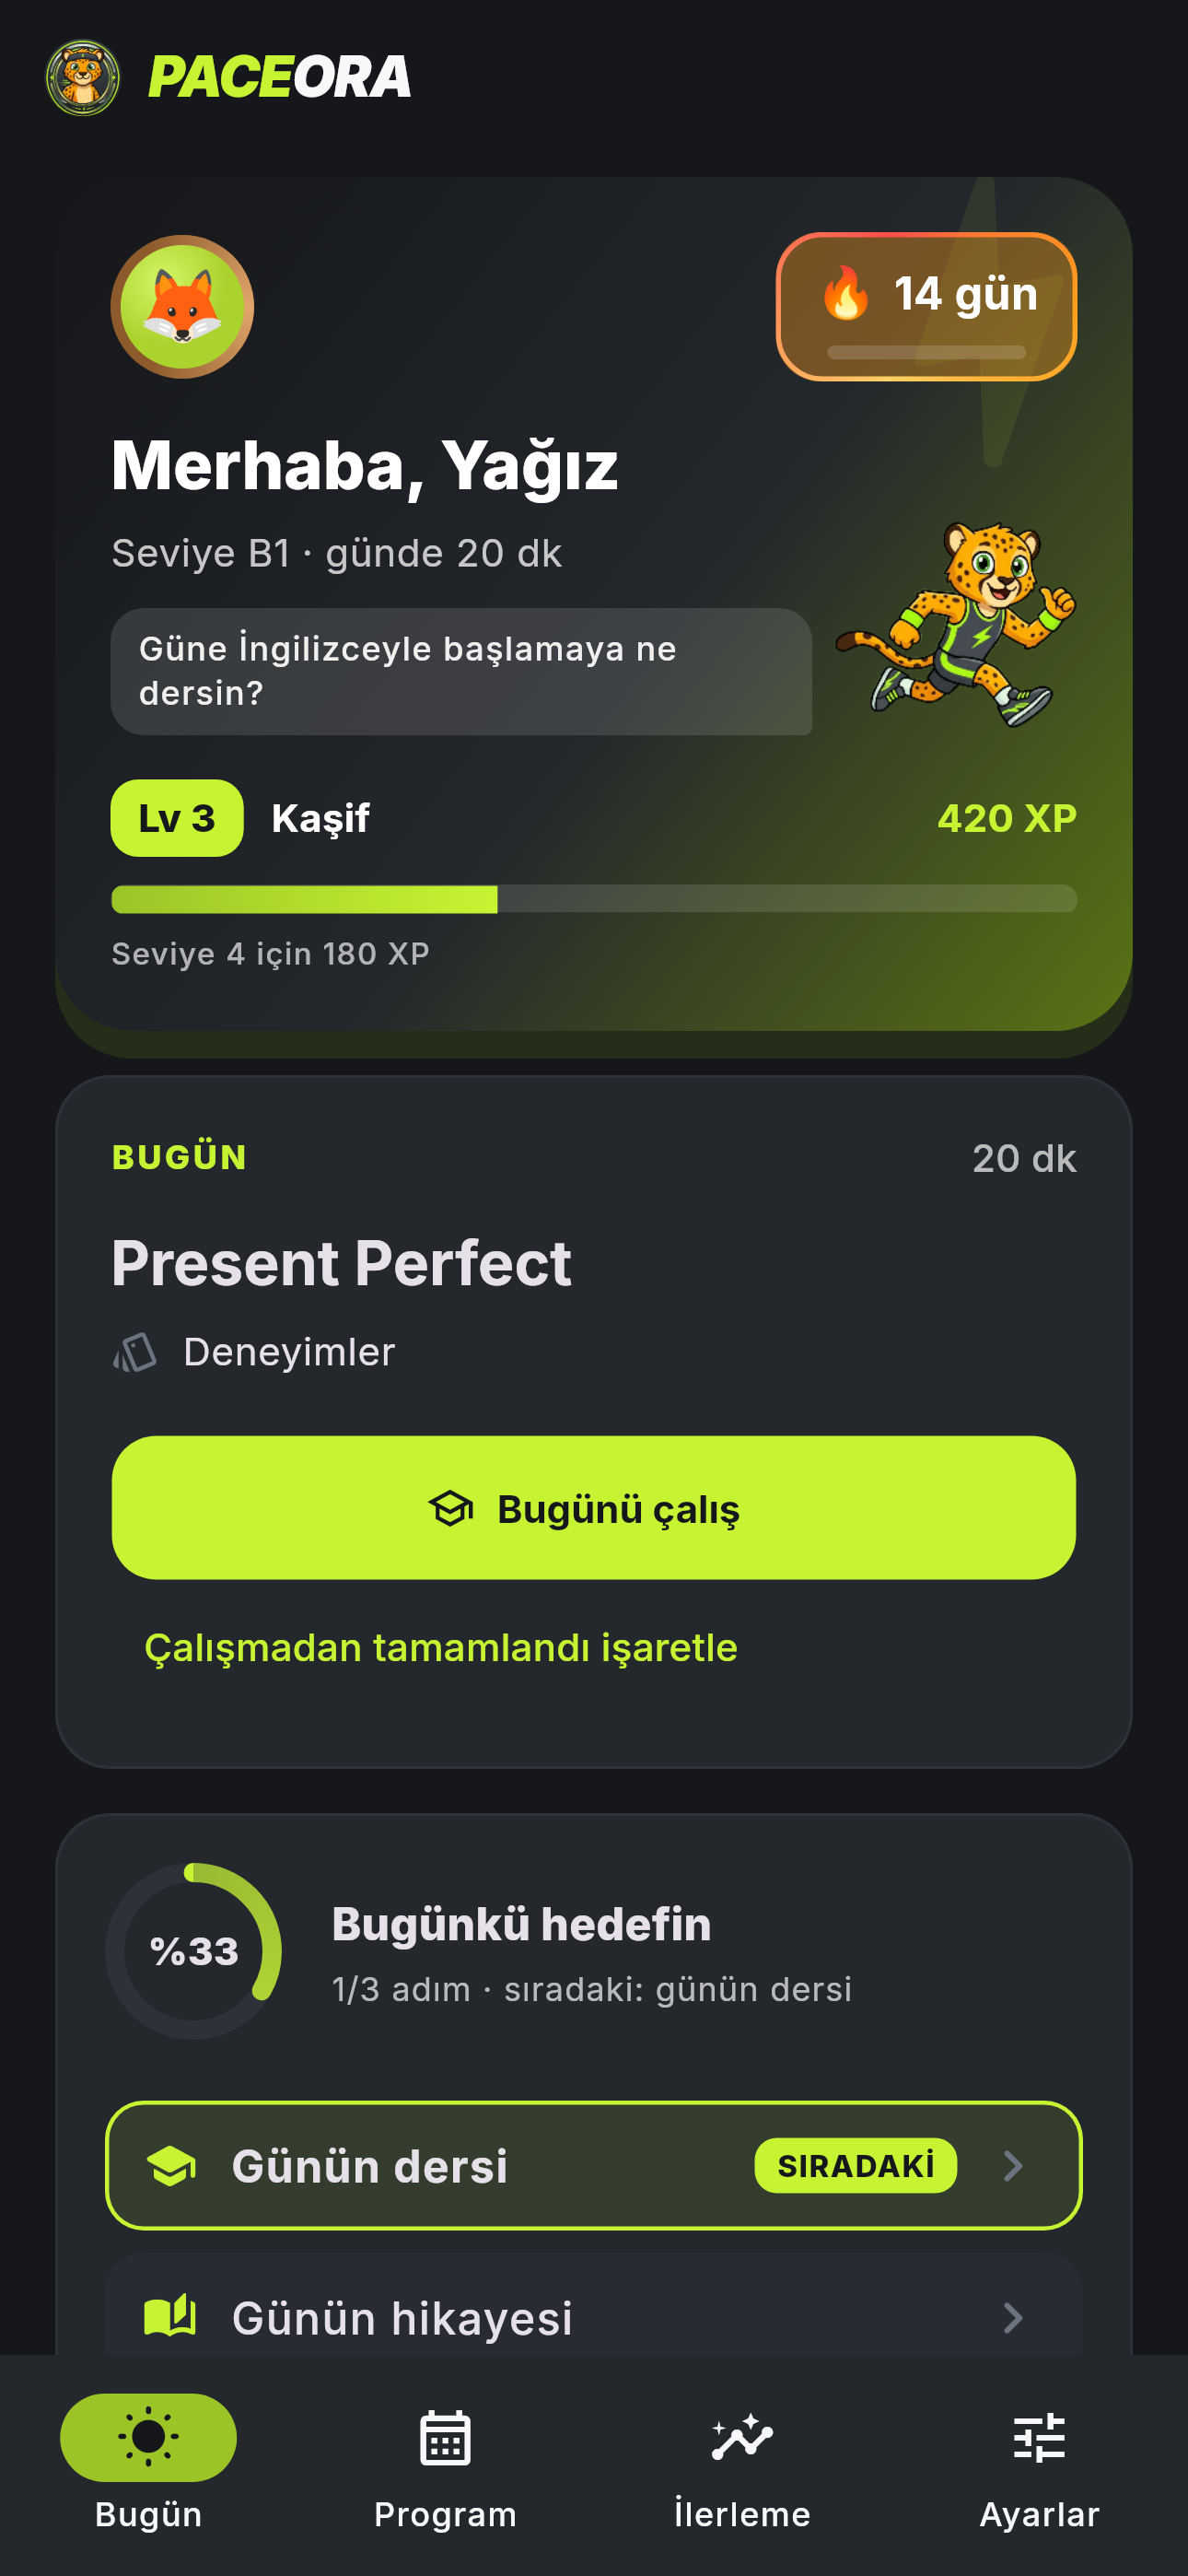 PACEORA
14 gün
Merhaba, Yağız
Seviye B1 · günde 20 dk
Güne İngilizceyle başlamaya ne
dersin?
Lv 3 Kaşif 420 XP
Seviye 4 için 180 XP
BUGÜN 20 dk
Present Perfect
Deneyimler
Bugünü çalış
Çalışmadan tamamlandı işaretle
%33
Bugünkü hedefin
1/3 adım · sıradaki: günün dersi
Günün dersi SIRADAKİ
Günün hikayesi
Bugün Program İlerleme Ayarlar